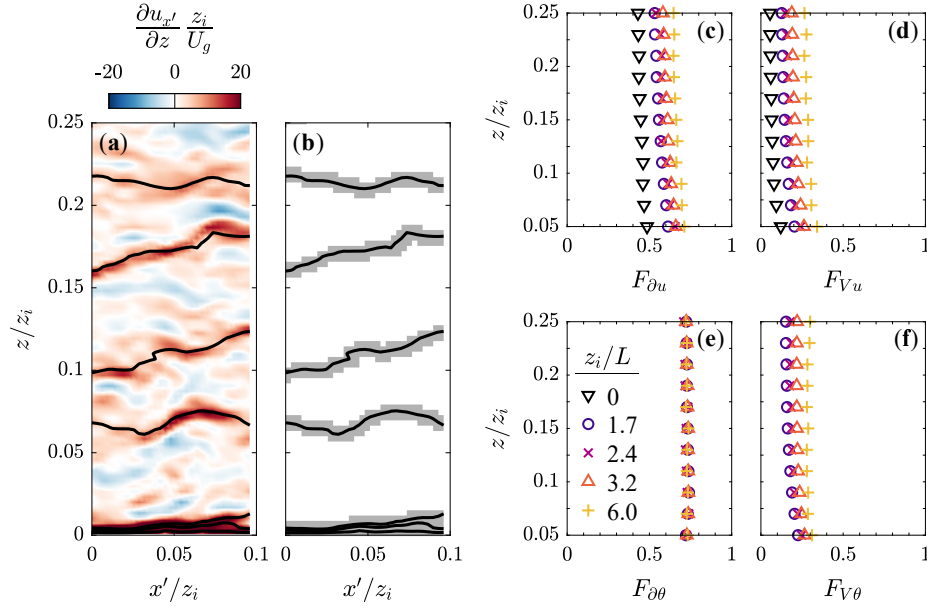 ∂u_{x′}/∂z z_i/U_g
-20 0 20
(a)
0.25
0.2
0.15
0.1
0.05
0
z/z_i
0 0.05 0.1
x′/z_i
(b)
0 0.05 0.1
x′/z_i
(c)
0.25
0.2
0.15
0.1
0.05
z/z_i
0 0.5 1
F_{∂u}
(d)
0 0.5 1
F_{Vu}
(e)
0.25
0.2
0.15
0.1
0.05
z/z_i
z_i/L
0
1.7
2.4
3.2
6.0
0 0.5 1
F_{∂θ}
(f)
0 0.5 1
F_{Vθ}